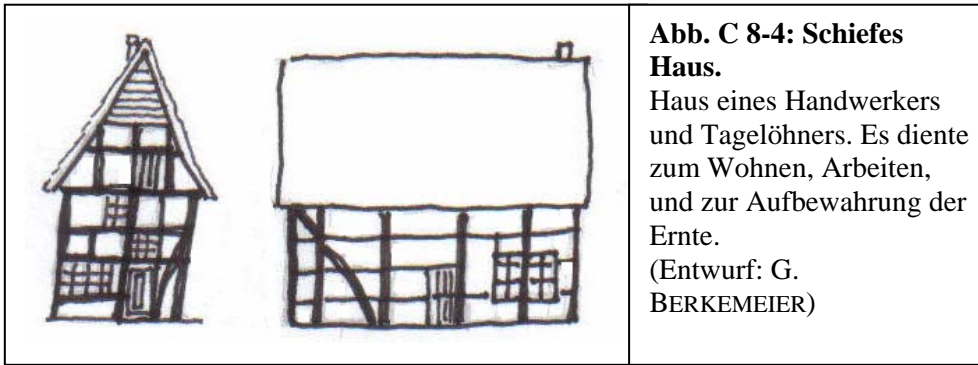 Abb. C 8-4: Schiefes
Haus.
Haus eines Handwerkers
und Tagelöhners. Es diente
zum Wohnen, Arbeiten,
und zur Aufbewahrung der
Ernte.
(Entwurf: G.
BERKEMEIER)